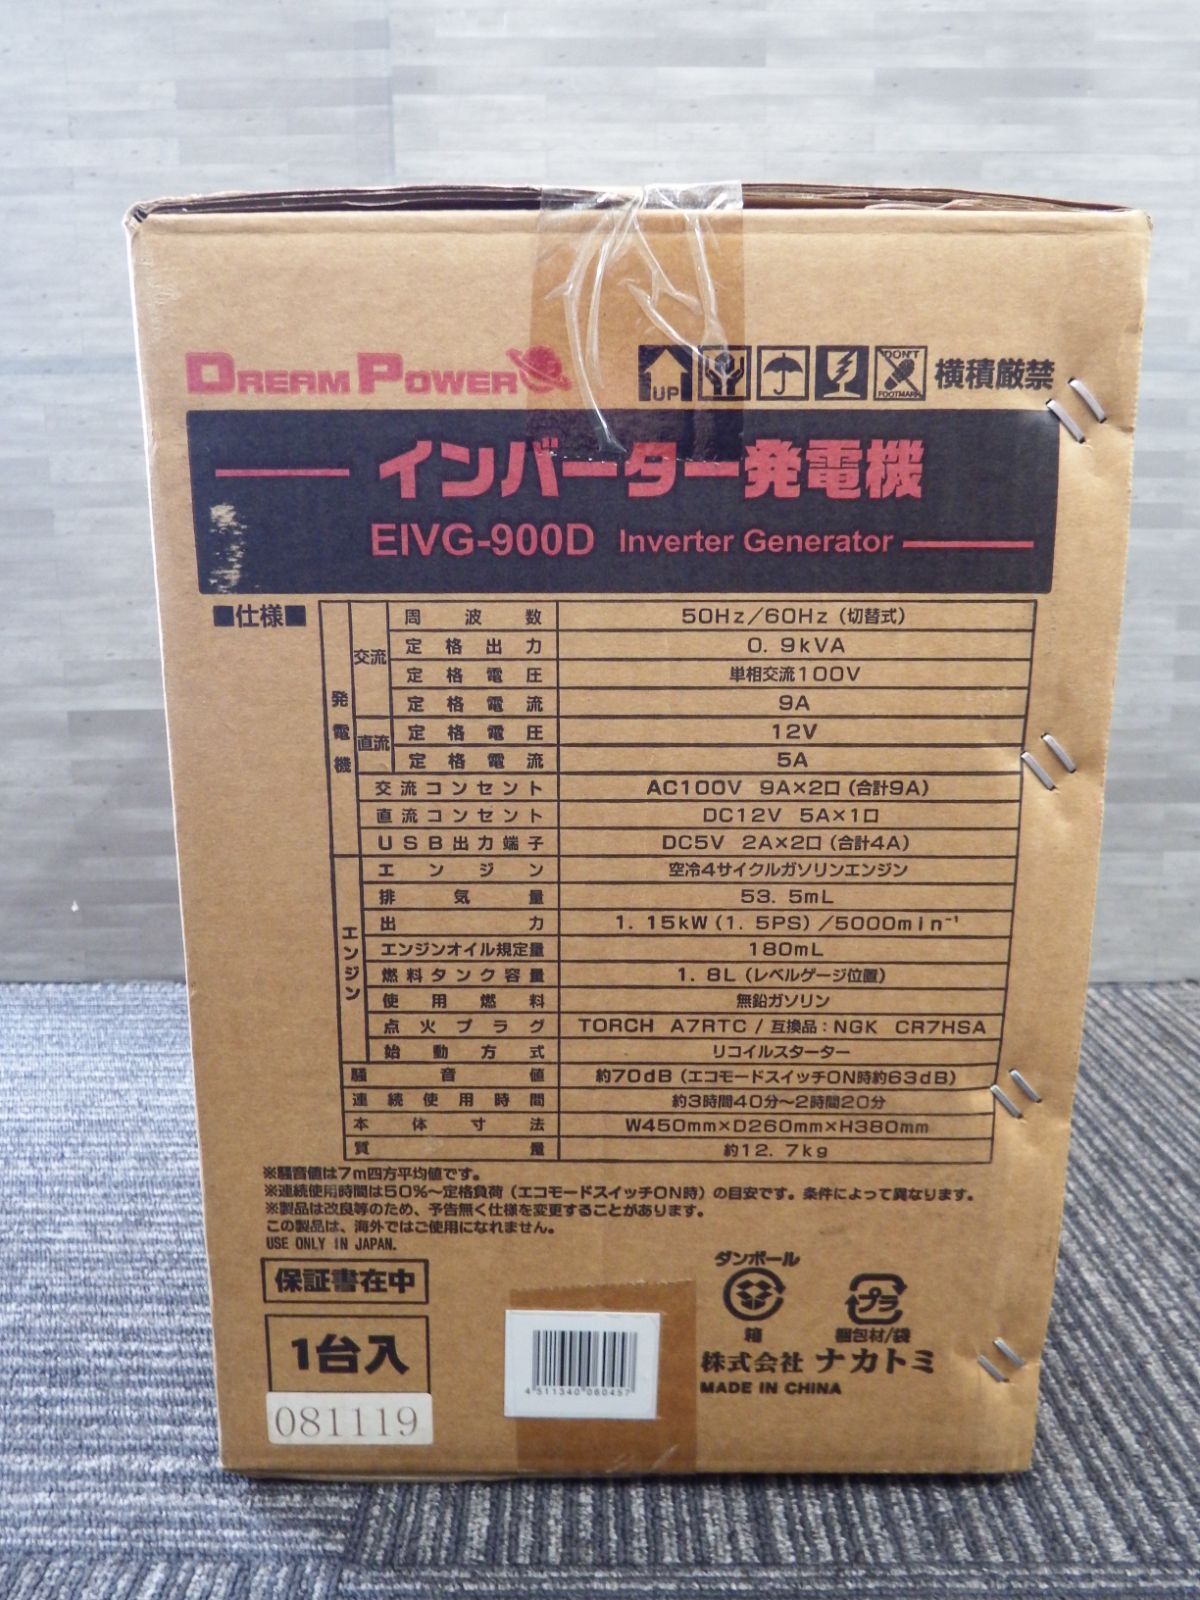 DREAM POWER
UP
DON'T
FOOTMARK
横積厳禁
インバーター発電機
EIVG-900D Inverter Generator
■仕様■
発電機
交流
周波数 50Hz/60Hz（切替式）
定格出力 0.9kVA
定格電圧 単相交流100V
定格電流 9A
直流
定格電圧 12V
定格電流 5A
交流コンセント AC100V 9A×2口（合計9A）
直流コンセント DC12V 5A×1口
USB出力端子 DC5V 2A×2口（合計4A）
エンジン
エンジン 空冷4サイクルガソリンエンジン
排気量 53.5mL
出力 1.15kW（1.5PS）/5000min⁻¹
エンジンオイル規定量 180mL
燃料タンク容量 1.8L（レベルゲージ位置）
使用燃料 無鉛ガソリン
点火プラグ TORCH A7RTC / 互換品：NGK CR7HSA
始動方式 リコイルスターター
騒音値 約70dB（エコモードスイッチON時約63dB）
連続使用時間 約3時間40分〜2時間20分
本体寸法 W450mm×D260mm×H380mm
質量 約12.7kg
※騒音値は7m四方平均値です。
※連続使用時間は50%〜定格負荷（エコモードスイッチON時）の目安です。条件によって異なります。
※製品は改良等のため、予告無く仕様を変更することがあります。
この製品は、海外ではご使用になれません。
USE ONLY IN JAPAN.
保証書在中
1台入
081119
4 511340 060457
ダンボール
箱
プラ
梱包材/袋
株式会社 ナカトミ
MADE IN CHINA